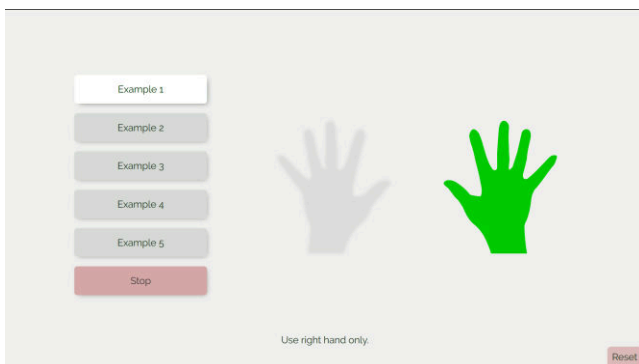 Example 1
Example 2
Example 3
Example 4
Example 5
Stop
Use right hand only.
Reset